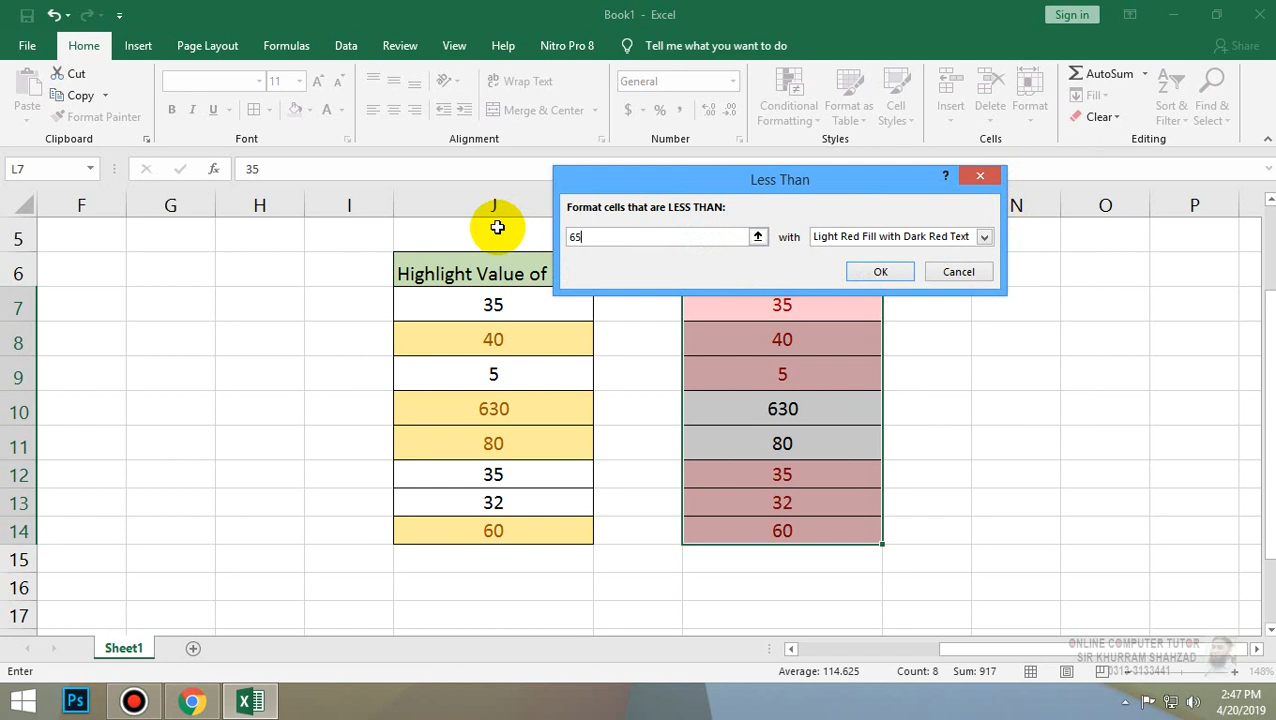 Book1 - Excel
Sign in
File
Home
Insert
Page Layout
Formulas
Data
Review
View
Help
Nitro Pro 8
Tell me what you want to do
Share
Paste
Cut
Copy
Format Painter
Clipboard
11
B I U
Font
Wrap Text
Merge & Center
Alignment
General
$ % ,
Number
Conditional Formatting
Format as Table
Cell Styles
Styles
Insert
Delete
Format
Cells
AutoSum
Fill
Clear
Sort & Filter
Find & Select
Editing
L7
fx
35
Less Than
?
Format cells that are LESS THAN:
65
with
Light Red Fill with Dark Red Text
OK
Cancel
F G H I J N O P
5
6 Highlight Value of
7 35 35
8 40 40
9 5 5
10 630 630
11 80 80
12 35 35
13 32 32
14 60 60
15
16
17
Sheet1
ONLINE COMPUTER TUTOR
SIR KHURRAM SHAHZAD
0313-3133441
Enter
Average: 114.625
Count: 8
Sum: 917
148%
Ps
2:47 PM
4/20/2019